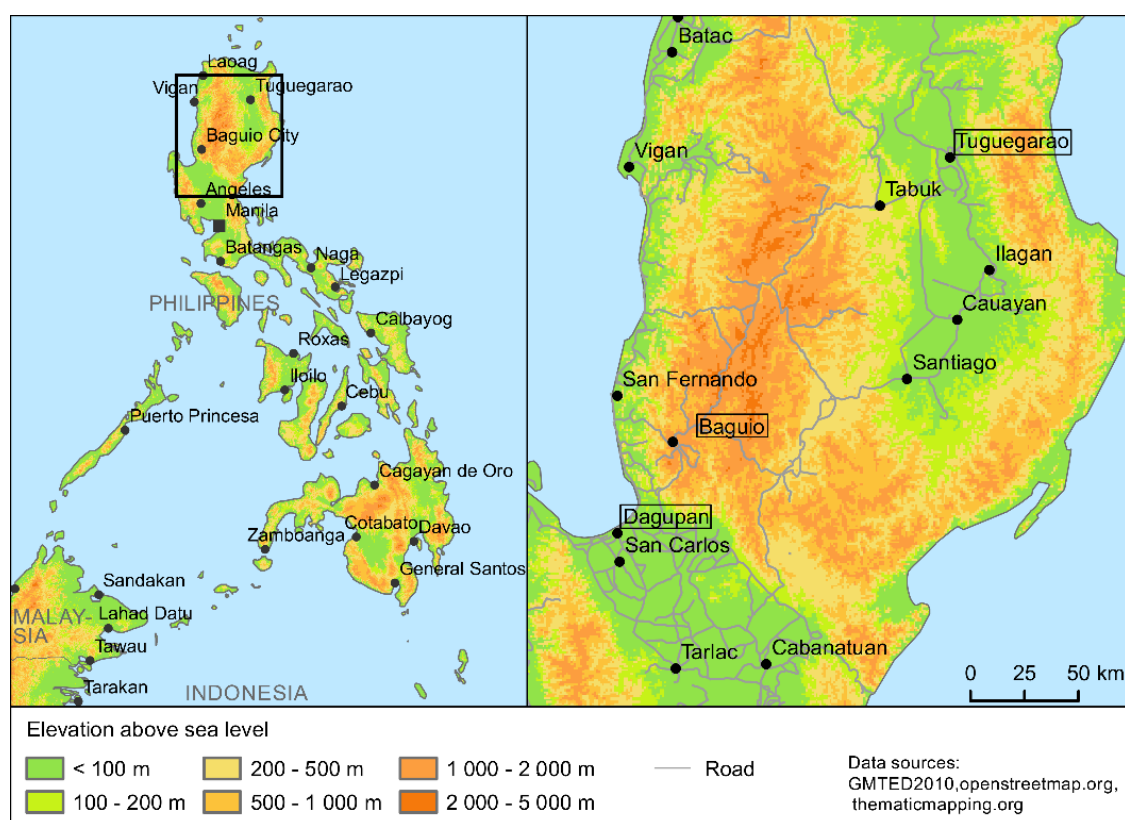 Laoag
Vigan
Tuguegarao
Baguio City
Angeles
Manila
Batangas
Naga
Legazpi
PHILIPPINES
Calbayog
Roxas
Iloilo
Cebu
Puerto Princesa
Cagayan de Oro
Cotabato
Davao
Zamboanga
General Santos
Sandakan
MALAY-
SIA
Lahad Datu
Tawau
Tarakan
INDONESIA
Batac
Vigan
Tuguegarao
Tabuk
Ilagan
Cauayan
Santiago
San Fernando
Baguio
Dagupan
San Carlos
Tarlac
Cabanatuan
0 25 50 km
Elevation above sea level
< 100 m
200 - 500 m
1 000 - 2 000 m
Road
100 - 200 m
500 - 1 000 m
2 000 - 5 000 m
Data sources:
GMTED2010,openstreetmap.org,
thematicmapping.org